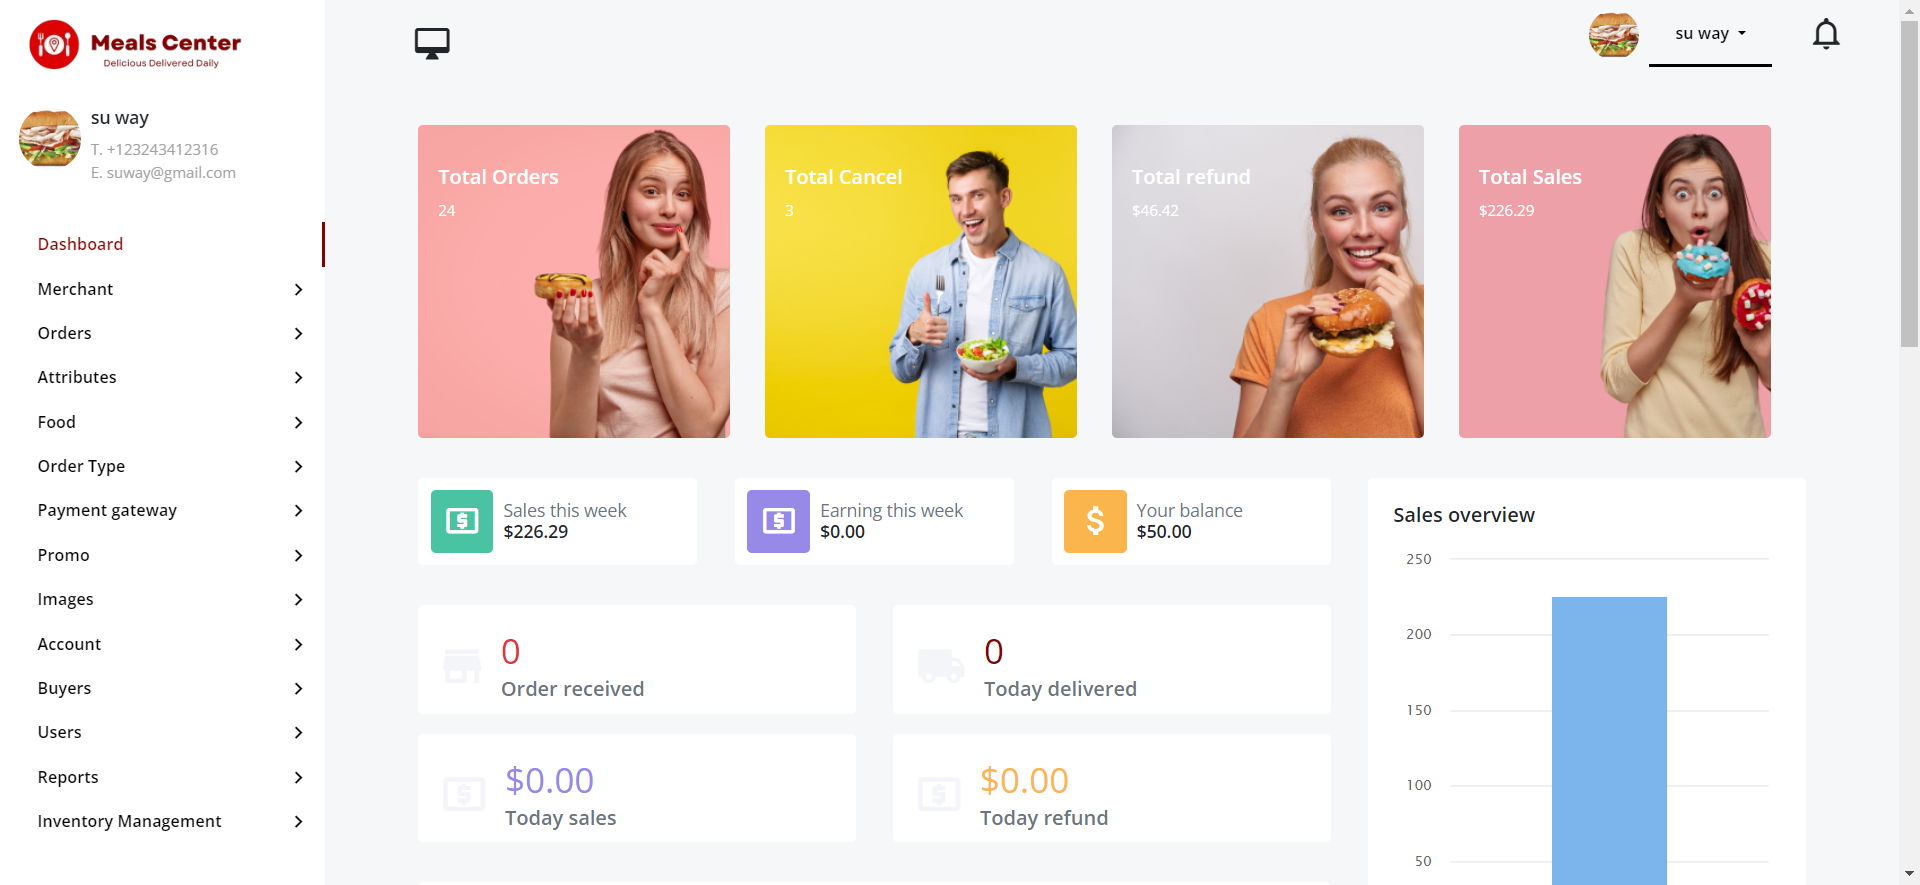 Meals Center
Delicious Delivered Daily
su way
T. +123243412316
E. suway@gmail.com
Dashboard
Merchant
Orders
Attributes
Food
Order Type
Payment gateway
Promo
Images
Account
Buyers
Users
Reports
Inventory Management
su way
Total Orders
24
Total Cancel
3
Total refund
$46.42
Total Sales
$226.29
Sales this week
$226.29
Earning this week
$0.00
Your balance
$50.00
0
Order received
0
Today delivered
$0.00
Today sales
$0.00
Today refund
Sales overview
250
200
150
100
50